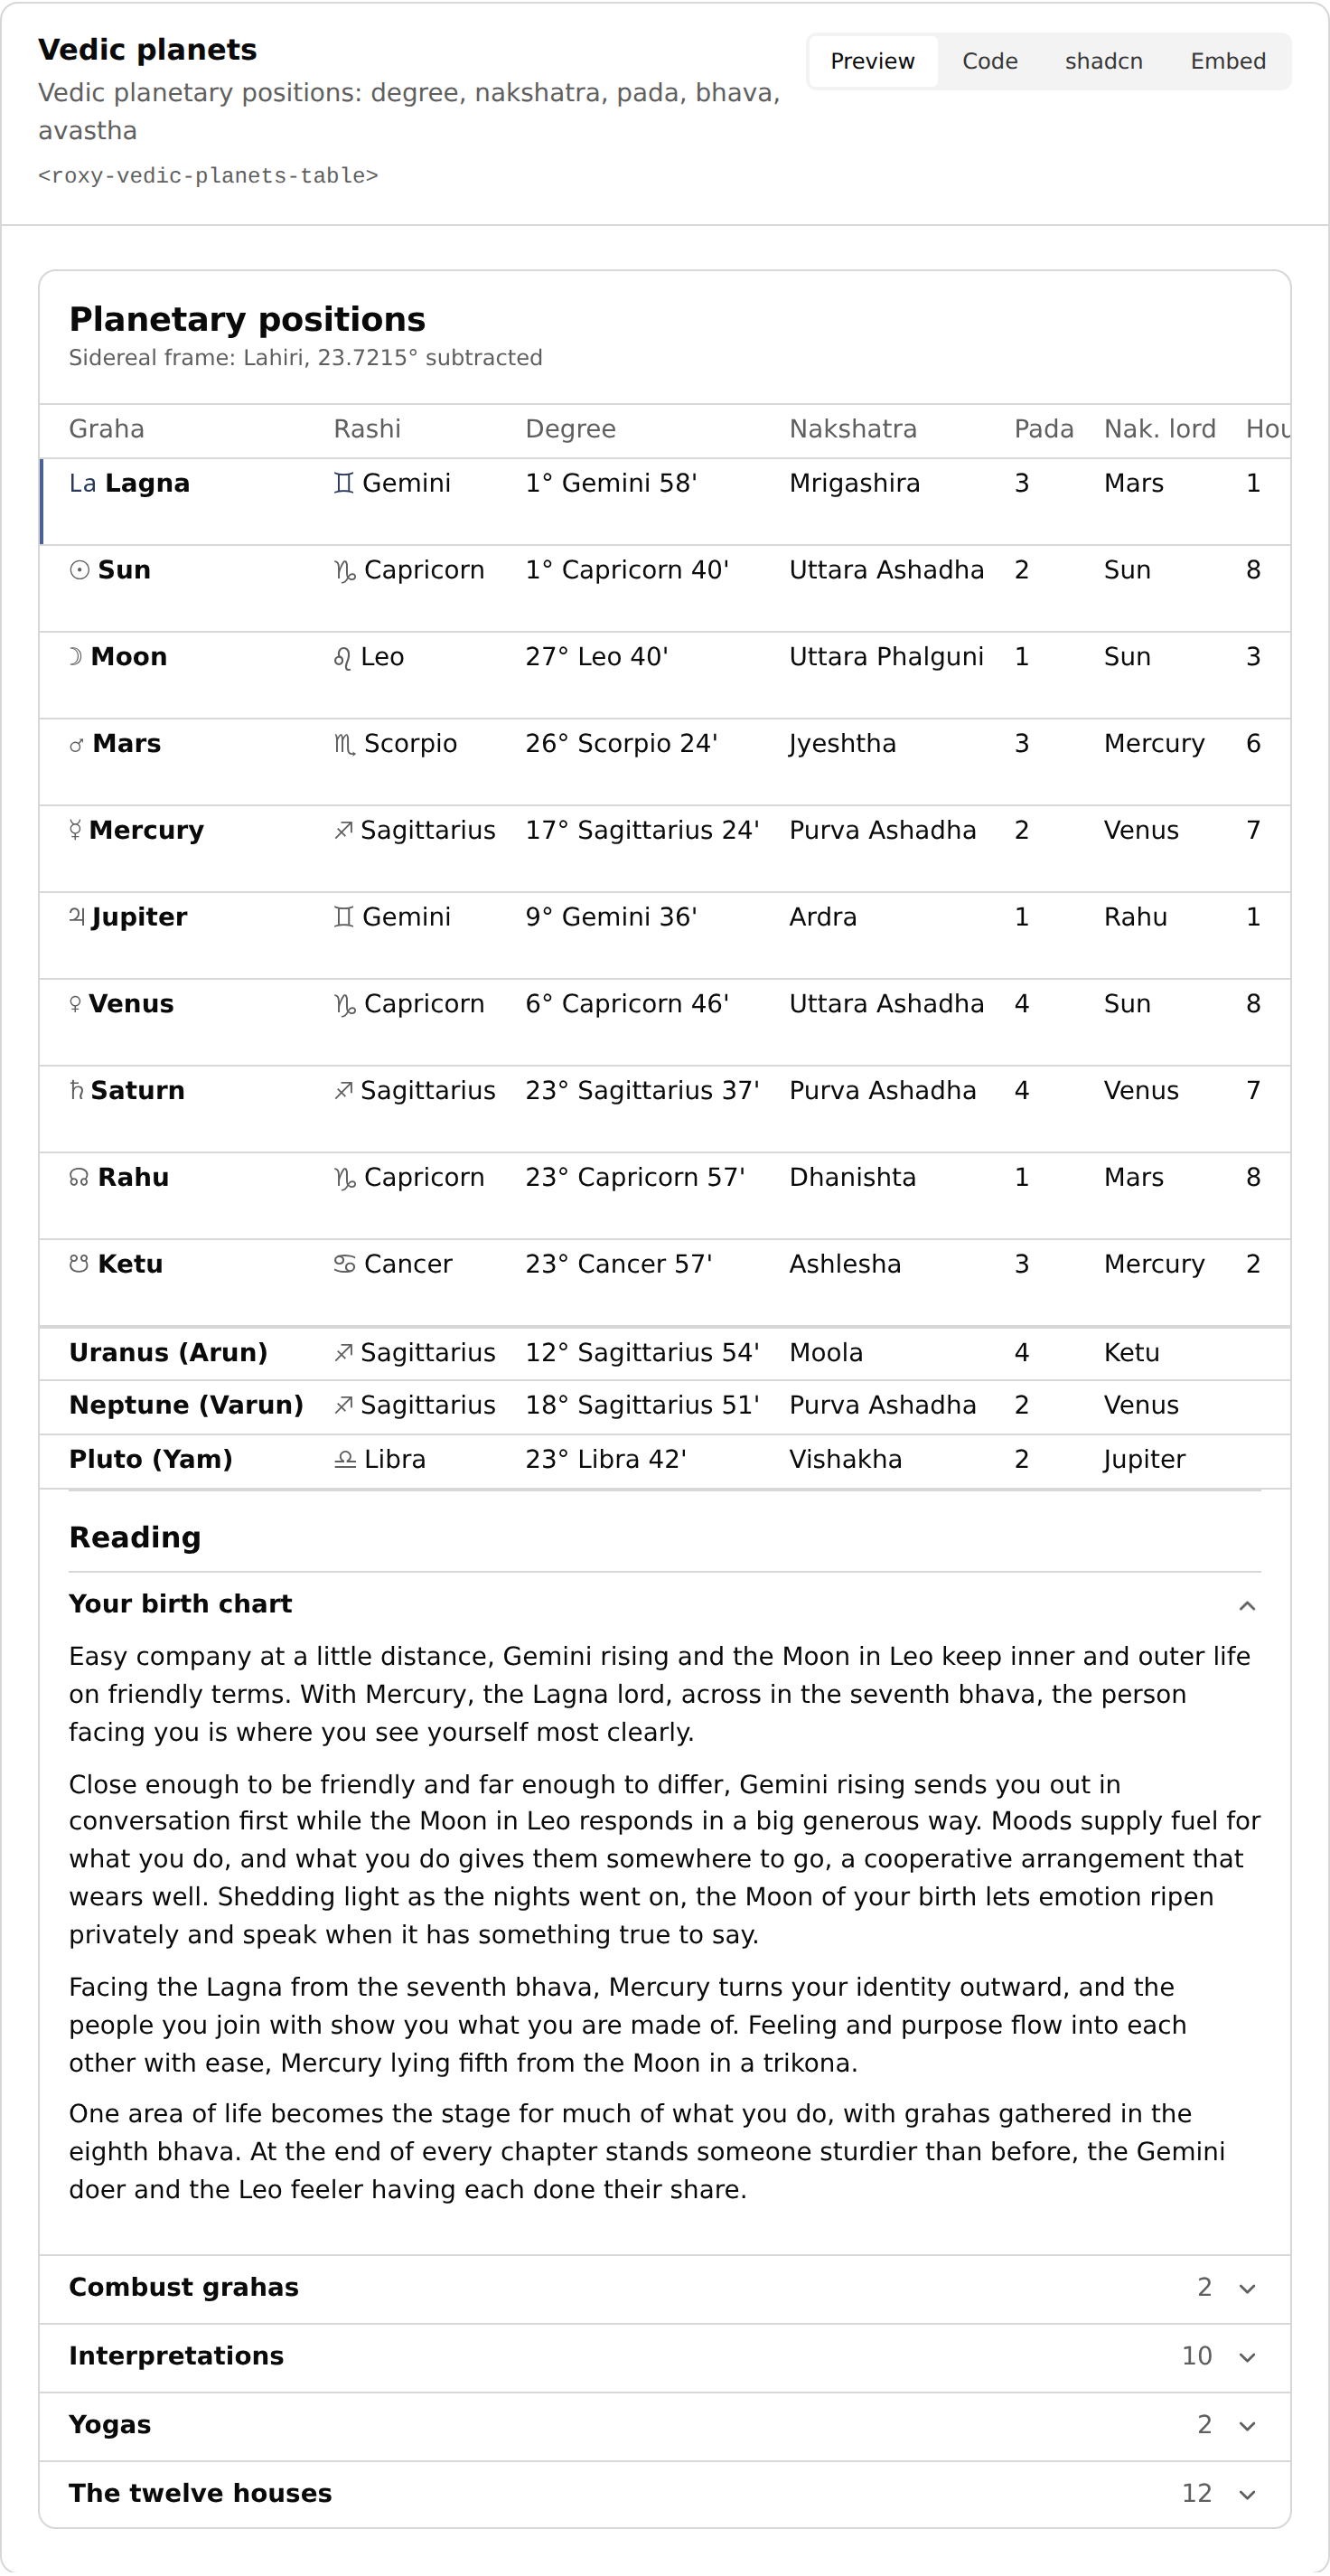 Vedic planets
Preview Code shadcn Embed
Vedic planetary positions: degree, nakshatra, pada, bhava,
avastha
<roxy-vedic-planets-table>
Planetary positions
Sidereal frame: Lahiri, 23.7215° subtracted
Graha Rashi Degree Nakshatra Pada Nak. lord Hou
La Lagna ♊ Gemini 1° Gemini 58' Mrigashira 3 Mars 1
☉ Sun ♑ Capricorn 1° Capricorn 40' Uttara Ashadha 2 Sun 8
☽ Moon ♌ Leo 27° Leo 40' Uttara Phalguni 1 Sun 3
♂ Mars ♏ Scorpio 26° Scorpio 24' Jyeshtha 3 Mercury 6
☿ Mercury ♐ Sagittarius 17° Sagittarius 24' Purva Ashadha 2 Venus 7
♃ Jupiter ♊ Gemini 9° Gemini 36' Ardra 1 Rahu 1
♀ Venus ♑ Capricorn 6° Capricorn 46' Uttara Ashadha 4 Sun 8
♄ Saturn ♐ Sagittarius 23° Sagittarius 37' Purva Ashadha 4 Venus 7
☊ Rahu ♑ Capricorn 23° Capricorn 57' Dhanishta 1 Mars 8
☋ Ketu ♋ Cancer 23° Cancer 57' Ashlesha 3 Mercury 2
Uranus (Arun) ♐ Sagittarius 12° Sagittarius 54' Moola 4 Ketu
Neptune (Varun) ♐ Sagittarius 18° Sagittarius 51' Purva Ashadha 2 Venus
Pluto (Yam) ♎ Libra 23° Libra 42' Vishakha 2 Jupiter
Reading
Your birth chart
Easy company at a little distance, Gemini rising and the Moon in Leo keep inner and outer life
on friendly terms. With Mercury, the Lagna lord, across in the seventh bhava, the person
facing you is where you see yourself most clearly.
Close enough to be friendly and far enough to differ, Gemini rising sends you out in
conversation first while the Moon in Leo responds in a big generous way. Moods supply fuel for
what you do, and what you do gives them somewhere to go, a cooperative arrangement that
wears well. Shedding light as the nights went on, the Moon of your birth lets emotion ripen
privately and speak when it has something true to say.
Facing the Lagna from the seventh bhava, Mercury turns your identity outward, and the
people you join with show you what you are made of. Feeling and purpose flow into each
other with ease, Mercury lying fifth from the Moon in a trikona.
One area of life becomes the stage for much of what you do, with grahas gathered in the
eighth bhava. At the end of every chapter stands someone sturdier than before, the Gemini
doer and the Leo feeler having each done their share.
Combust grahas 2
Interpretations 10
Yogas 2
The twelve houses 12